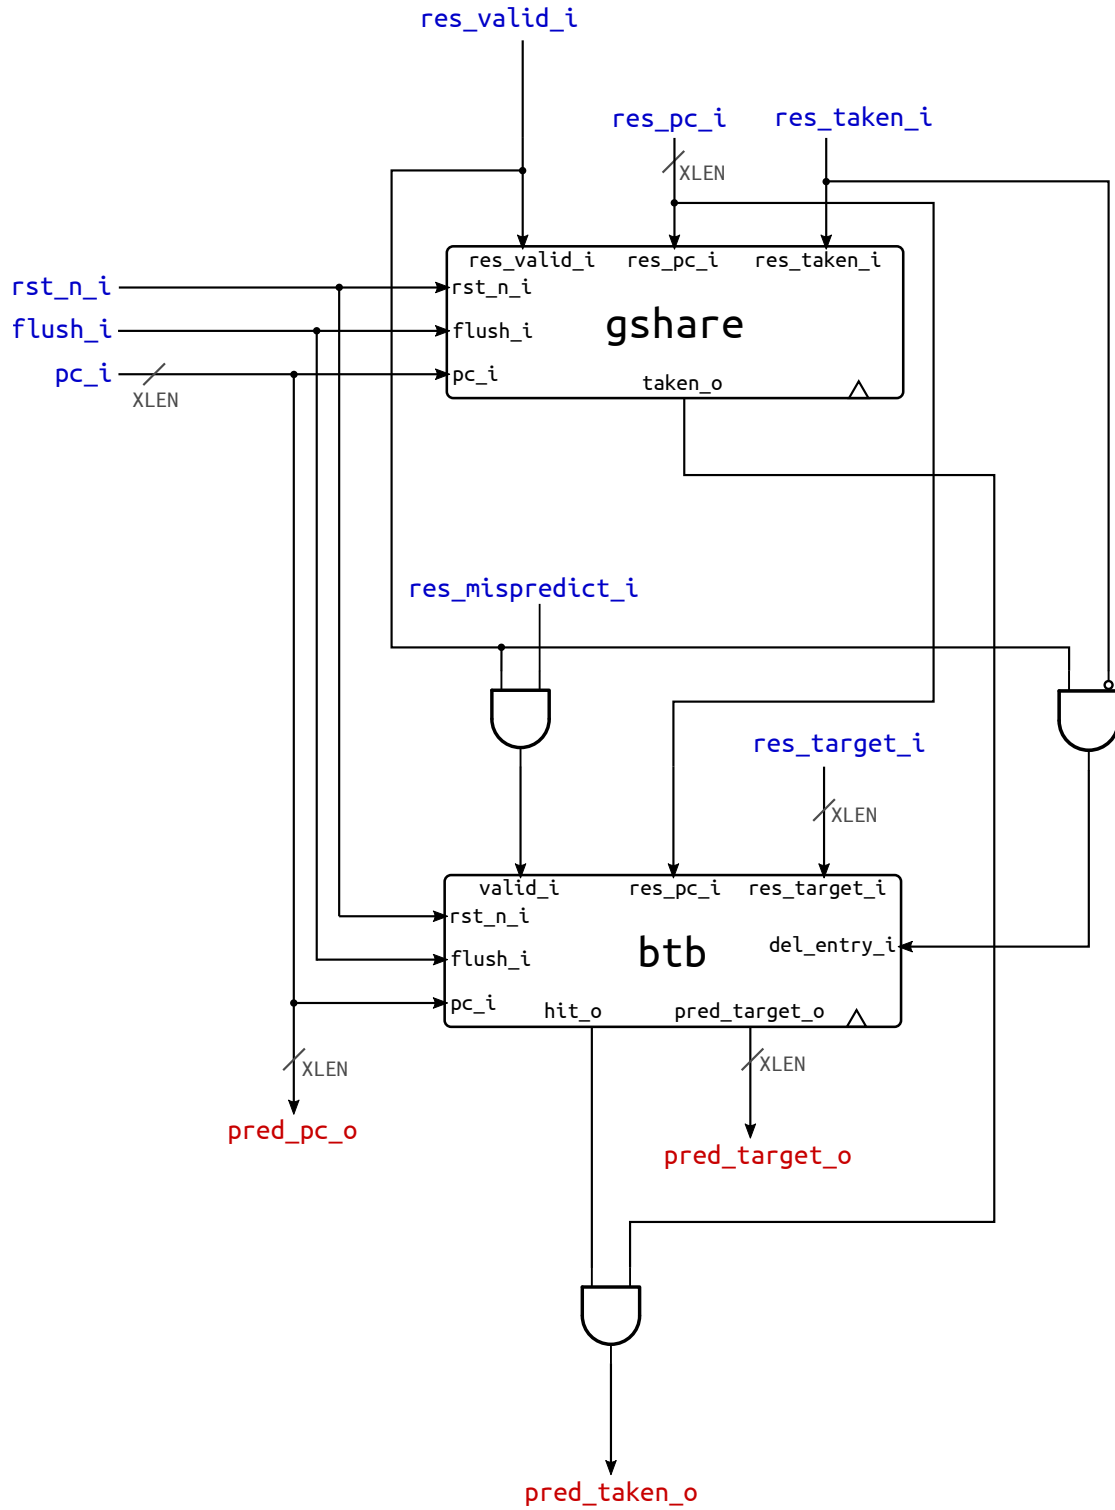 res_valid_i
res_pc_i
res_taken_i
XLEN
res_valid_i
res_pc_i
res_taken_i
rst_n_i
rst_n_i
flush_i
flush_i
gshare
pc_i
pc_i
XLEN
taken_o
res_mispredict_i
res_target_i
XLEN
valid_i
res_pc_i
res_target_i
rst_n_i
flush_i
btb
del_entry_i
pc_i
hit_o
pred_target_o
XLEN
XLEN
pred_pc_o
pred_target_o
pred_taken_o